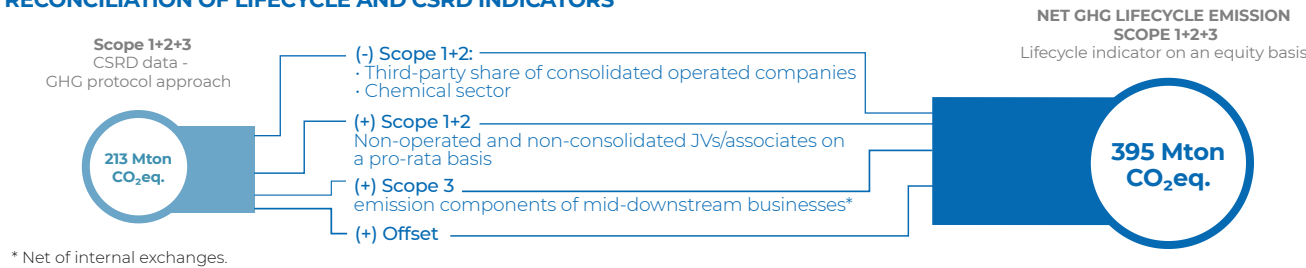 RECONCILIATION OF LIFECYCLE AND CSRD INDICATORS
Scope 1+2+3
CSRD data -
GHG protocol approach
213 Mton
CO₂eq.
(-) Scope 1+2:
· Third-party share of consolidated operated companies
· Chemical sector
(+) Scope 1+2
Non-operated and non-consolidated JVs/associates on
a pro-rata basis
(+) Scope 3
emission components of mid-downstream businesses*
(+) Offset
NET GHG LIFECYCLE EMISSION
SCOPE 1+2+3
Lifecycle indicator on an equity basis
395 Mton
CO₂eq.
* Net of internal exchanges.